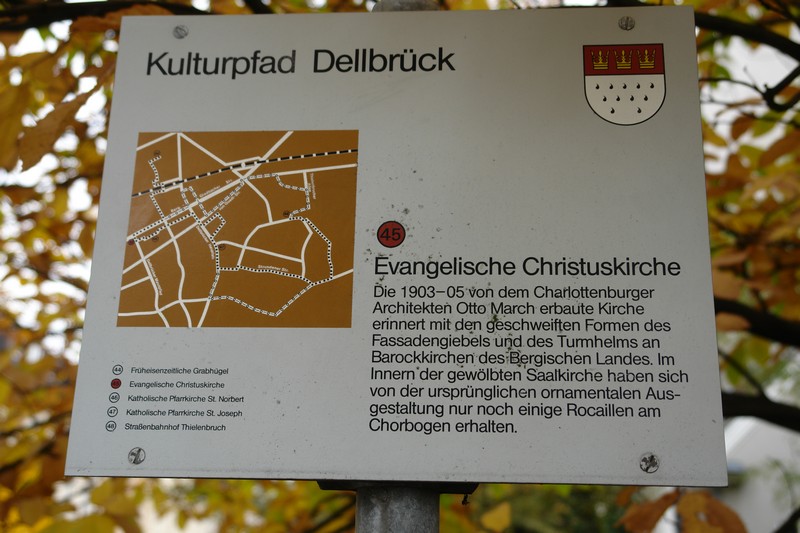 Kulturpfad Dellbrück
45
Evangelische Christuskirche
Die 1903–05 von dem Charlottenburger
Architekten Otto March erbaute Kirche
erinnert mit den geschweiften Formen des
Fassadengiebels und des Turmhelms an
Barockkirchen des Bergischen Landes. Im
Innern der gewölbten Saalkirche haben sich
von der ursprünglichen ornamentalen Aus-
gestaltung nur noch einige Rocaillen am
Chorbogen erhalten.
44 Früheisenzeitliche Grabhügel
45 Evangelische Christuskirche
46 Katholische Pfarrkirche St. Norbert
47 Katholische Pfarrkirche St. Joseph
48 Straßenbahnhof Thielenbruch